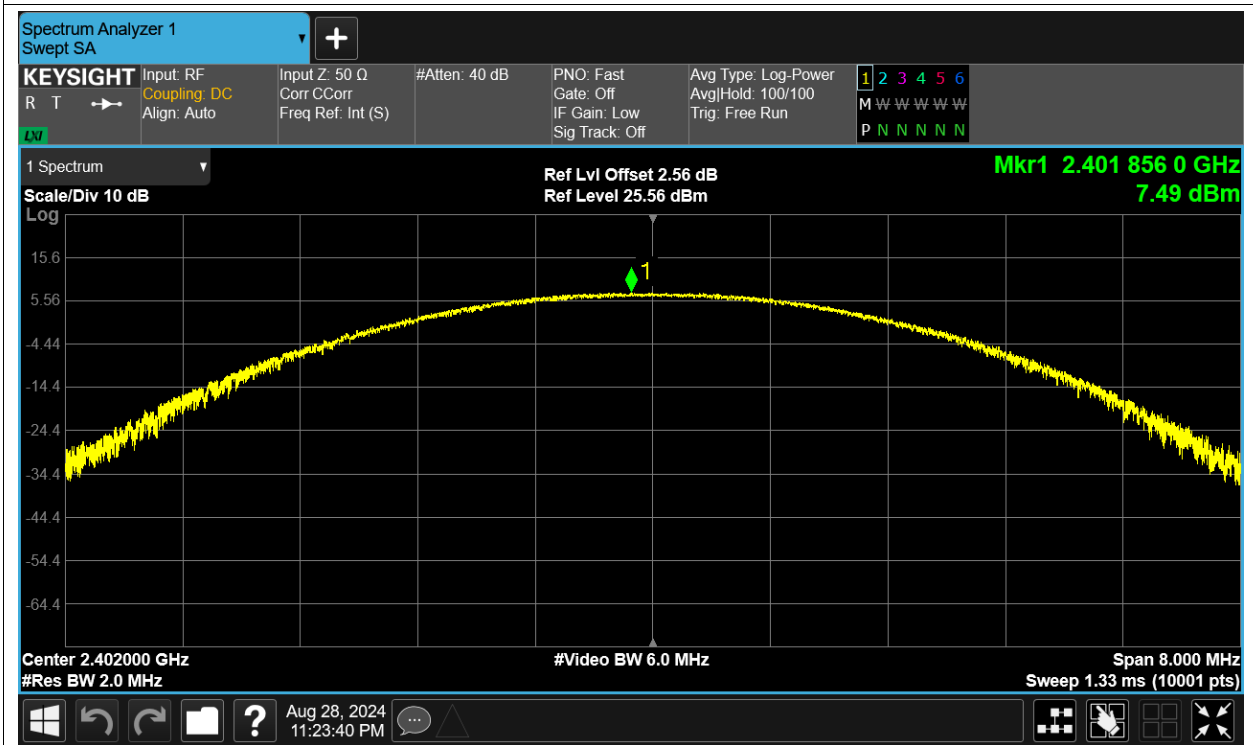 Spectrum Analyzer 1
Swept SA
KEYSIGHT
R T
LXI
Input: RF
Coupling: DC
Align: Auto
Input Z: 50 Ω
Corr CCorr
Freq Ref: Int (S)
#Atten: 40 dB
PNO: Fast
Gate: Off
IF Gain: Low
Sig Track: Off
Avg Type: Log-Power
Avg|Hold: 100/100
Trig: Free Run
1 2 3 4 5 6
M W W W W W
P N N N N N
1 Spectrum
Scale/Div 10 dB
Log
Ref Lvl Offset 2.56 dB
Ref Level 25.56 dBm
Mkr1 2.401 856 0 GHz
7.49 dBm
15.6
5.56
-4.44
-14.4
-24.4
-34.4
-44.4
-54.4
-64.4
1
Center 2.402000 GHz
#Res BW 2.0 MHz
#Video BW 6.0 MHz
Span 8.000 MHz
Sweep 1.33 ms (10001 pts)
?
Aug 28, 2024
11:23:40 PM